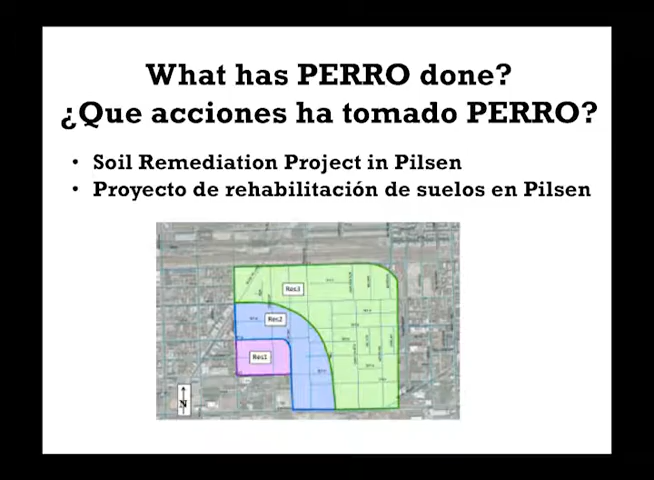 What has PERRO done?
¿Que acciones ha tomado PERRO?
• Soil Remediation Project in Pilsen
• Proyecto de rehabilitación de suelos en Pilsen
Res3
Res2
Res1
N